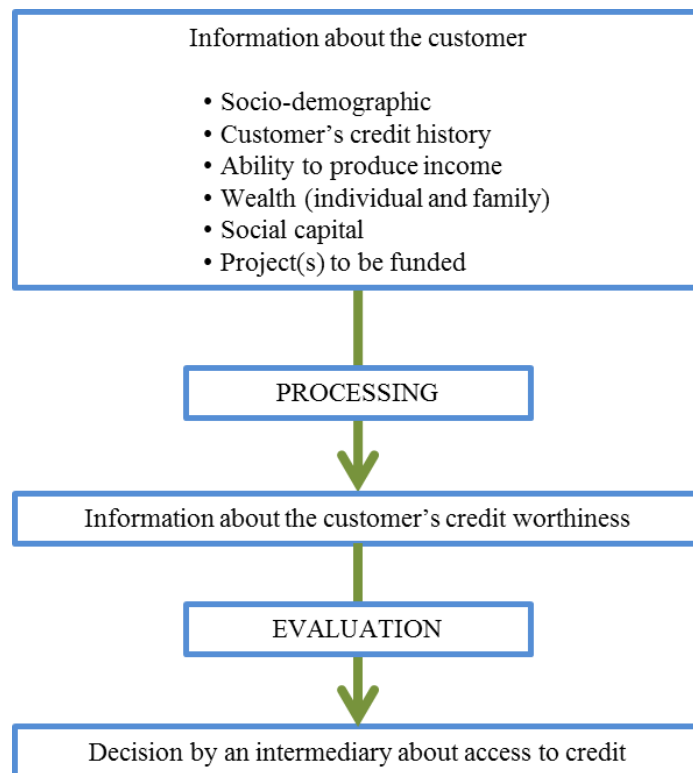 Information about the customer
• Socio-demographic
• Customer’s credit history
• Ability to produce income
• Wealth (individual and family)
• Social capital
• Project(s) to be funded
PROCESSING
Information about the customer’s credit worthiness
EVALUATION
Decision by an intermediary about access to credit